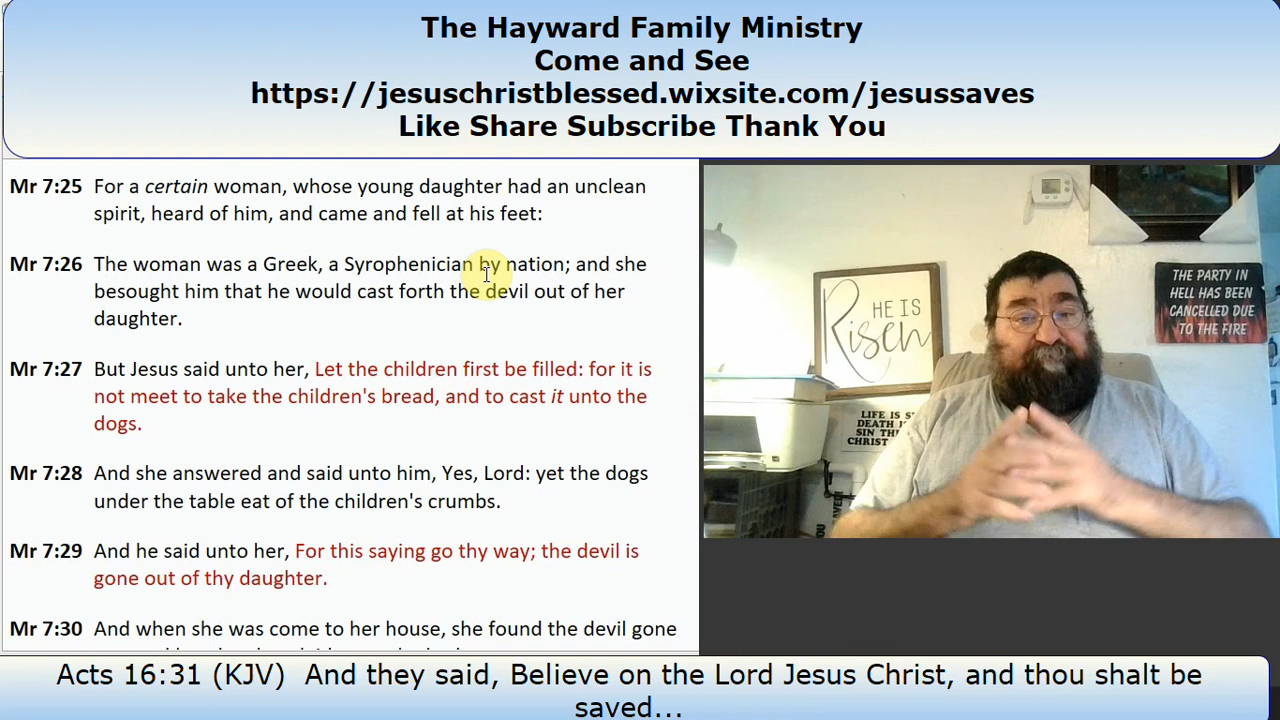 The Hayward Family Ministry
Come and See
https://jesuschristblessed.wixsite.com/jesussaves
Like Share Subscribe Thank You
Mr 7:25 For a certain woman, whose young daughter had an unclean
spirit, heard of him, and came and fell at his feet:
Mr 7:26 The woman was a Greek, a Syrophenician by nation; and she
besought him that he would cast forth the devil out of her
daughter.
Mr 7:27 But Jesus said unto her, Let the children first be filled: for it is
not meet to take the children's bread, and to cast it unto the
dogs.
Mr 7:28 And she answered and said unto him, Yes, Lord: yet the dogs
under the table eat of the children's crumbs.
Mr 7:29 And he said unto her, For this saying go thy way; the devil is
gone out of thy daughter.
Mr 7:30 And when she was come to her house, she found the devil gone
HE IS
Risen
THE PARTY IN
HELL HAS BEEN
CANCELLED DUE
TO THE FIRE
LIFE IS
DEATH
SIN
CHRIST
Acts 16:31 (KJV) And they said, Believe on the Lord Jesus Christ, and thou shalt be
saved...